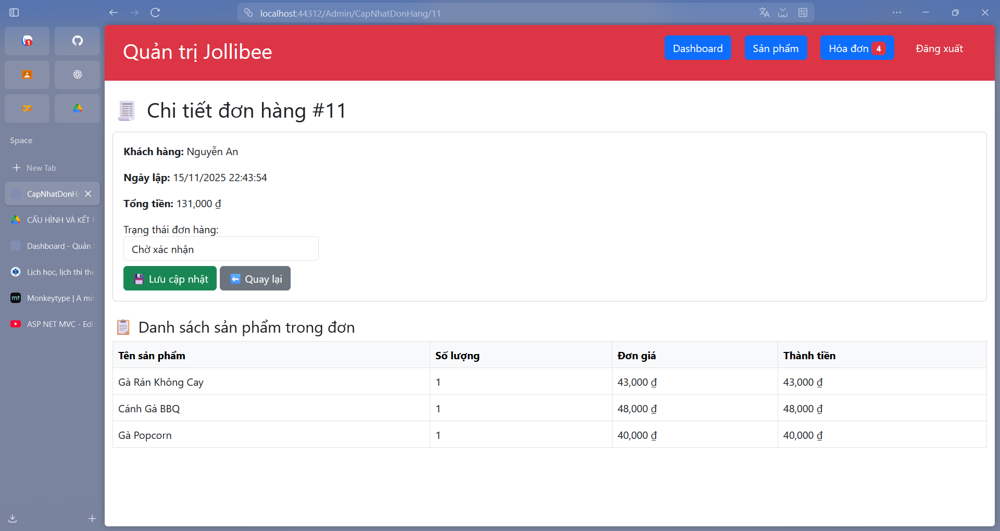 localhost:44312/Admin/CapNhatDonHang/11
1
Space
New Tab
CapNhatDonH
CẤU HÌNH VÀ KẾT
Dashboard - Quản
Lịch học, lịch thi the
mt Monkeytype | A mi
ASP NET MVC - Edi
Quản trị Jollibee
Dashboard
Sản phẩm
Hóa đơn 4
Đăng xuất
Chi tiết đơn hàng #11
Khách hàng: Nguyễn An
Ngày lập: 15/11/2025 22:43:54
Tổng tiền: 131,000 ₫
Trạng thái đơn hàng:
Chờ xác nhận
Lưu cập nhật
Quay lại
Danh sách sản phẩm trong đơn
Tên sản phẩm Số lượng Đơn giá Thành tiền
Gà Rán Không Cay 1 43,000 ₫ 43,000 ₫
Cánh Gà BBQ 1 48,000 ₫ 48,000 ₫
Gà Popcorn 1 40,000 ₫ 40,000 ₫